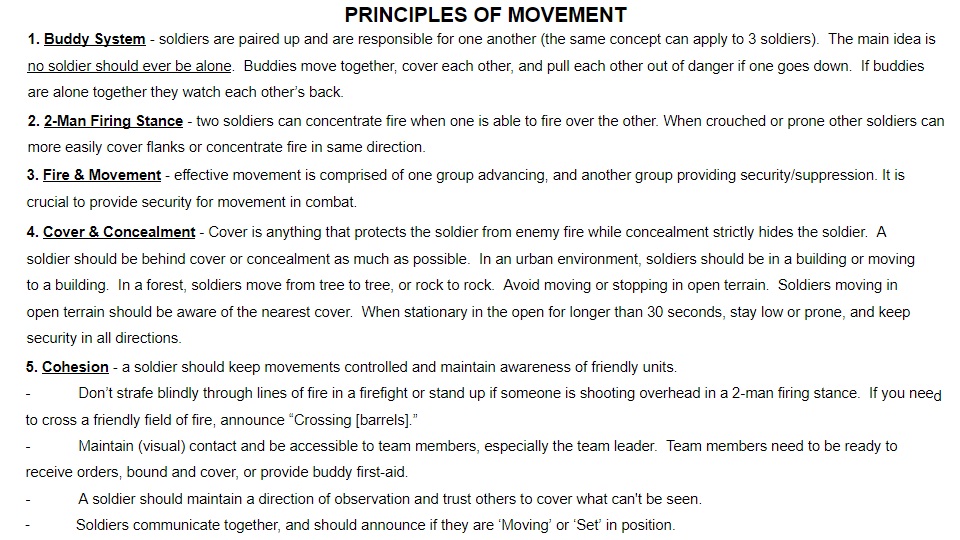 PRINCIPLES OF MOVEMENT
1. Buddy System - soldiers are paired up and are responsible for one another (the same concept can apply to 3 soldiers). The main idea is
no soldier should ever be alone. Buddies move together, cover each other, and pull each other out of danger if one goes down. If buddies
are alone together they watch each other's back.
2. 2-Man Firing Stance - two soldiers can concentrate fire when one is able to fire over the other. When crouched or prone other soldiers can
more easily cover flanks or concentrate fire in same direction.
3. Fire & Movement - effective movement is comprised of one group advancing, and another group providing security/suppression. It is
crucial to provide security for movement in combat.
4. Cover & Concealment - Cover is anything that protects the soldier from enemy fire while concealment strictly hides the soldier. A
soldier should be behind cover or concealment as much as possible. In an urban environment, soldiers should be in a building or moving
to a building. In a forest, soldiers move from tree to tree, or rock to rock. Avoid moving or stopping in open terrain. Soldiers moving in
open terrain should be aware of the nearest cover. When stationary in the open for longer than 30 seconds, stay low or prone, and keep
security in all directions.
5. Cohesion - a soldier should keep movements controlled and maintain awareness of friendly units.
- Don't strafe blindly through lines of fire in a firefight or stand up if someone is shooting overhead in a 2-man firing stance. If you need
to cross a friendly field of fire, announce “Crossing [barrels].”
- Maintain (visual) contact and be accessible to team members, especially the team leader. Team members need to be ready to
receive orders, bound and cover, or provide buddy first-aid.
- A soldier should maintain a direction of observation and trust others to cover what can't be seen.
- Soldiers communicate together, and should announce if they are ‘Moving’ or ‘Set’ in position.